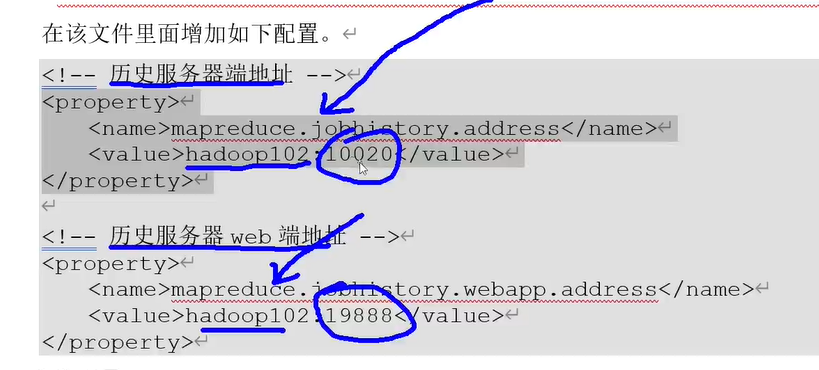 在该文件里面增加如下配置。
<!-- 历史服务器端地址 -->
<property>
<name>mapreduce.jobhistory.address</name>
<value>hadoop102:10020</value>
</property>
<!-- 历史服务器 web 端地址 -->
<property>
<name>mapreduce.jobhistory.webapp.address</name>
<value>hadoop102:19888</value>
</property>